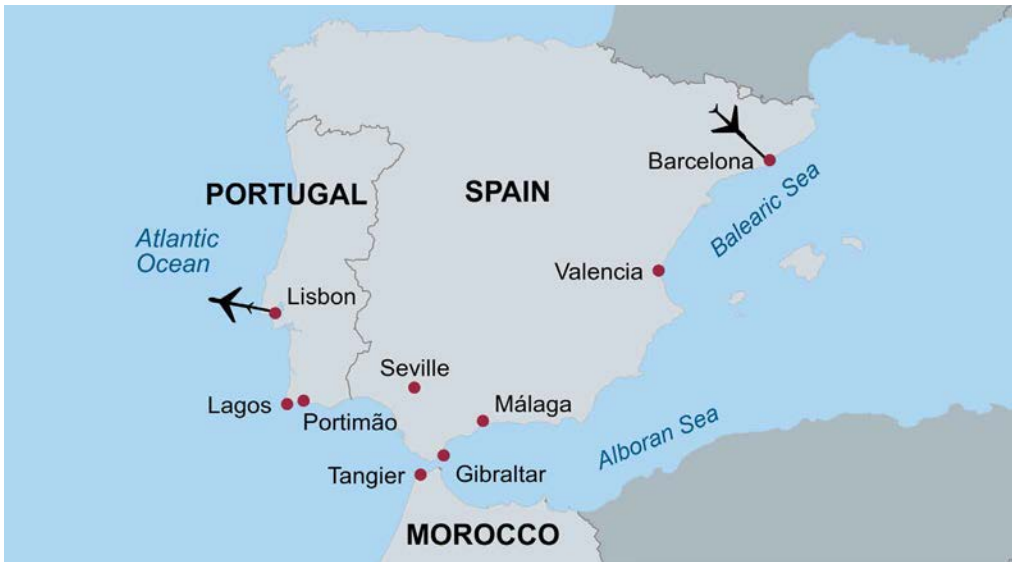 Barcelona
PORTUGAL
SPAIN
Balearic Sea
Atlantic
Ocean
Valencia
Lisbon
Seville
Lagos
Portimão
Málaga
Alboran Sea
Tangier
Gibraltar
MOROCCO